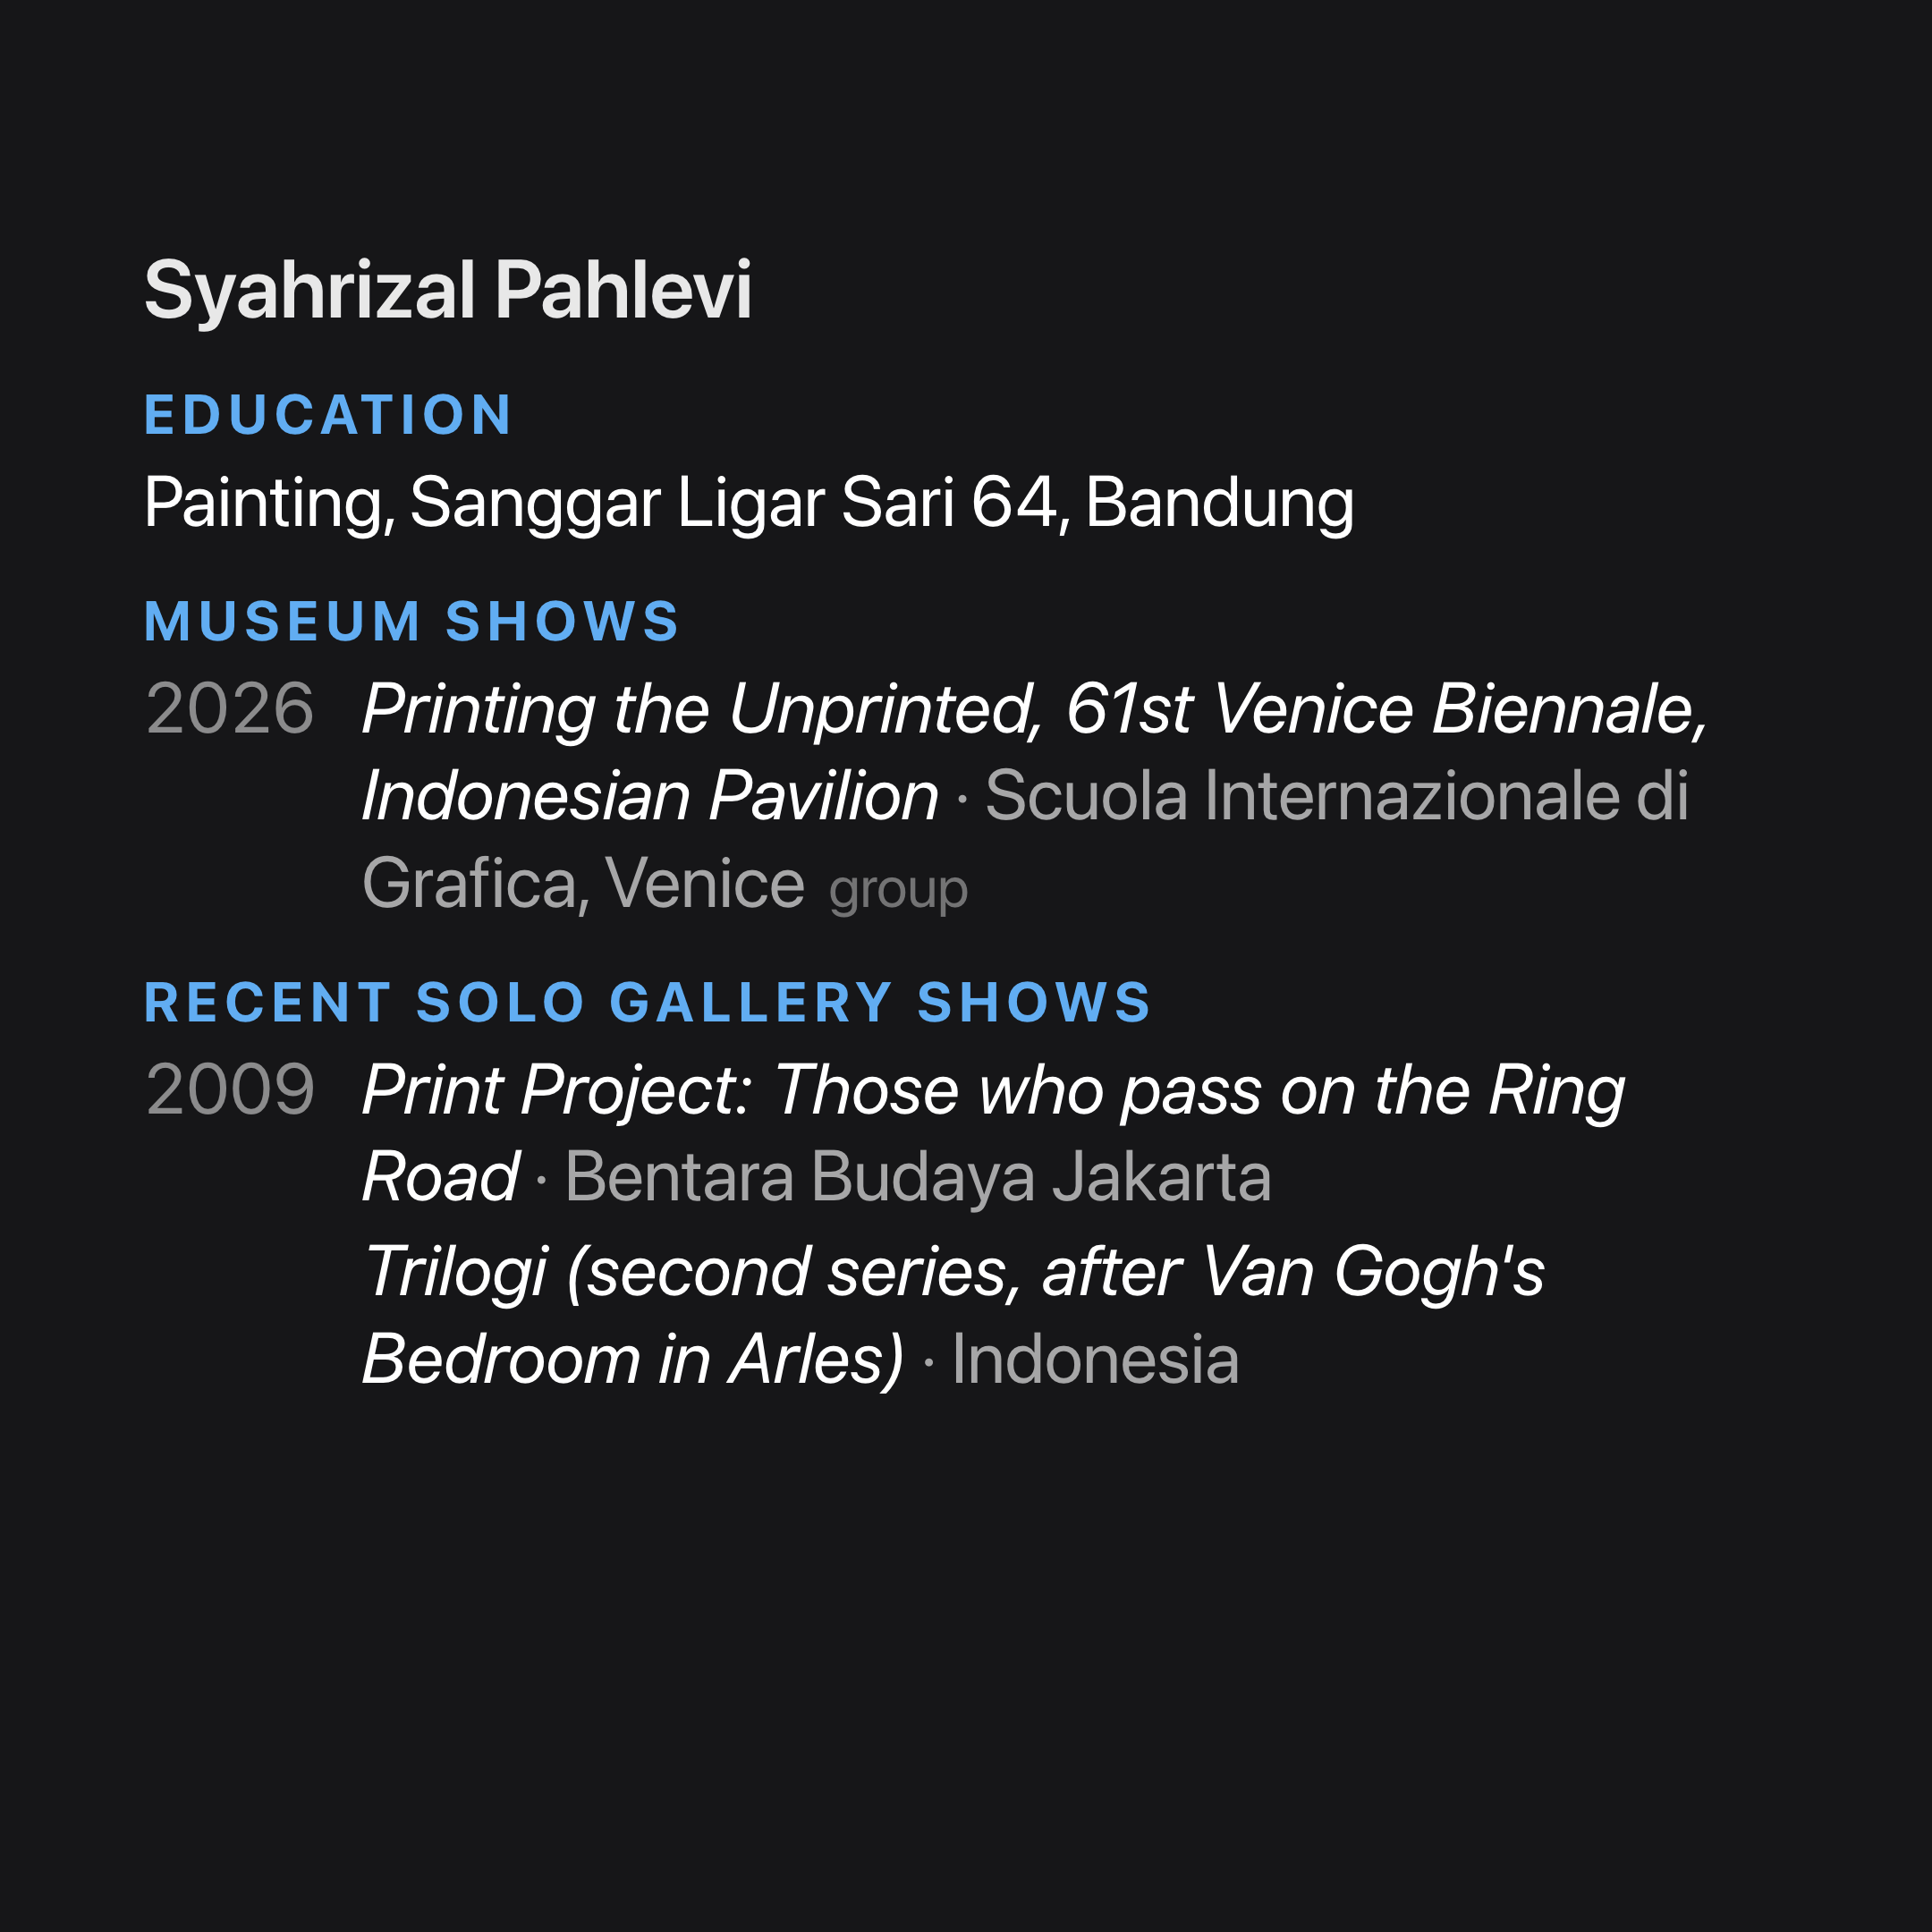 Syahrizal Pahlevi
EDUCATION
Painting, Sanggar Ligar Sari 64, Bandung
MUSEUM SHOWS
2026 Printing the Unprinted, 61st Venice Biennale,
Indonesian Pavilion · Scuola Internazionale di
Grafica, Venice group
RECENT SOLO GALLERY SHOWS
2009 Print Project: Those who pass on the Ring
Road · Bentara Budaya Jakarta
Trilogi (second series, after Van Gogh's
Bedroom in Arles) · Indonesia